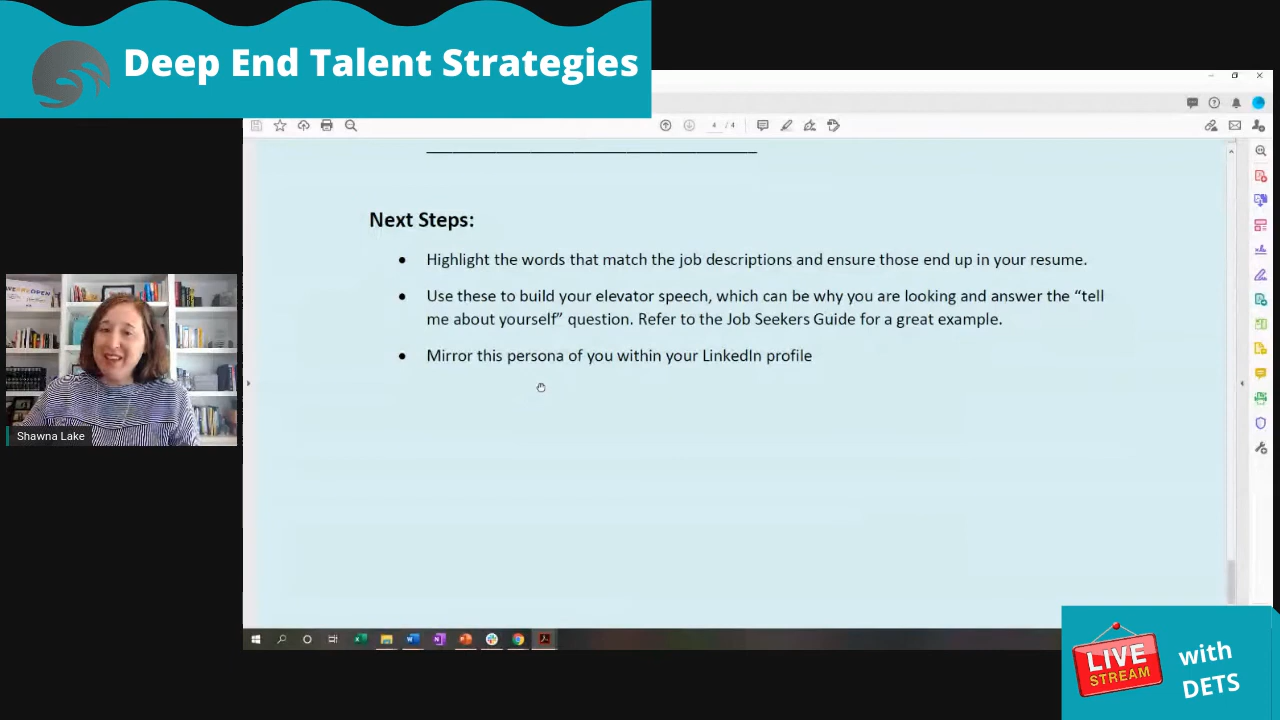 Deep End Talent Strategies
4 / 4
Next Steps:
• Highlight the words that match the job descriptions and ensure those end up in your resume.
• Use these to build your elevator speech, which can be why you are looking and answer the “tell
me about yourself” question. Refer to the Job Seekers Guide for a great example.
• Mirror this persona of you within your LinkedIn profile
Shawna Lake
LIVE
STREAM
with
DETS